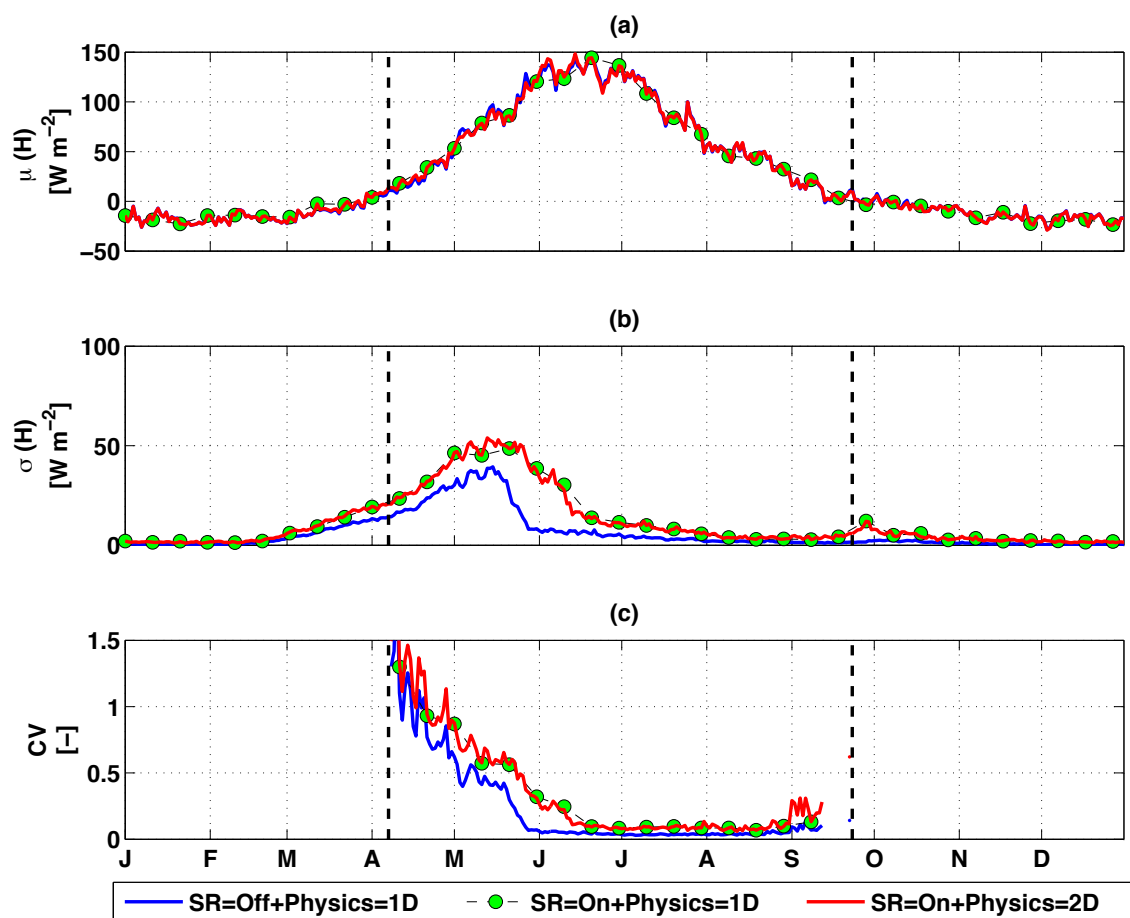 (a)
150
100
50
0
−50
μ (H)
[W m−2]
(b)
100
50
0
σ (H)
[W m−2]
(c)
1.5
1
0.5
0
CV
[−]
J F M A M J J A S O N D
SR=Off+Physics=1D SR=On+Physics=1D SR=On+Physics=2D